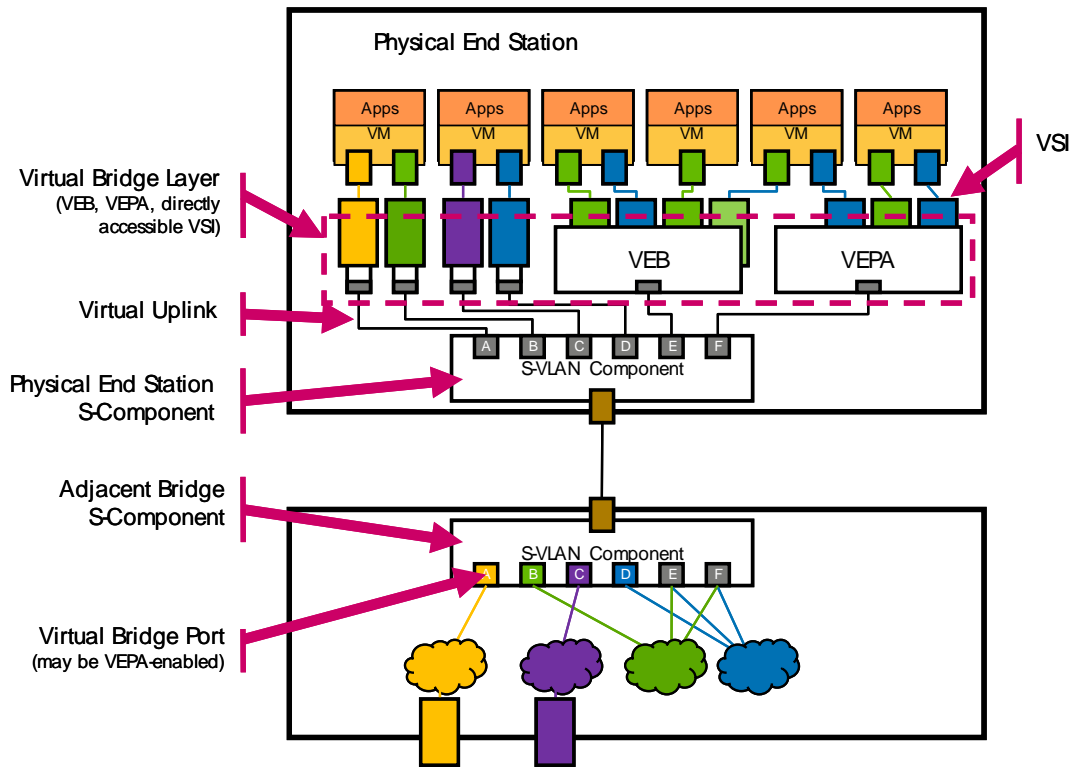 Physical End Station
Apps Apps Apps Apps Apps Apps
VM VM VM VM VM VM
VSI
Virtual Bridge Layer
(VEB, VEPA, directly
accessible VSI)
VEB VEPA
Virtual Uplink
A B C D E F
S-VLAN Component
Physical End Station
S-Component
Adjacent Bridge
S-Component
S-VLAN Component
A B C D E F
Virtual Bridge Port
(may be VEPA-enabled)